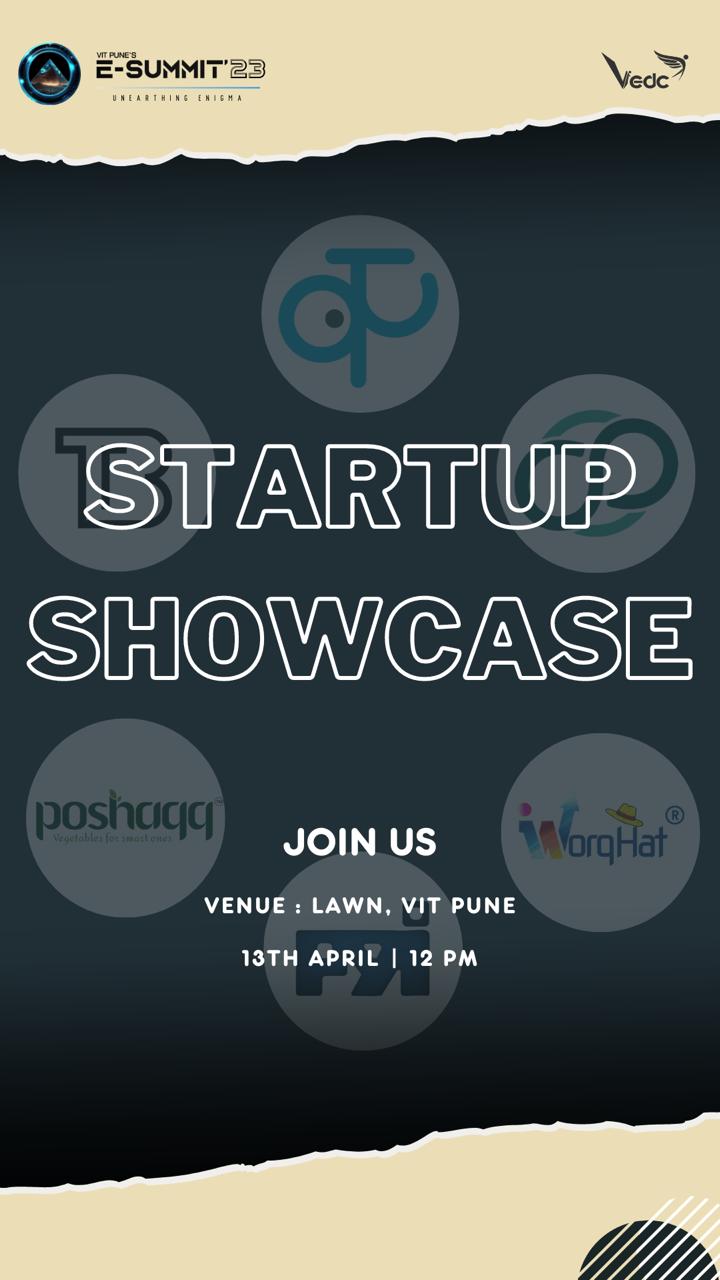 VIT PUNE'S
E-SUMMIT'23
UNEARTHING ENIGMA
Vedc
STARTUP
SHOWCASE
poshaqq
Vegetables for smart ones
WorqHat®
JOIN US
VENUE : LAWN, VIT PUNE
13TH APRIL | 12 PM